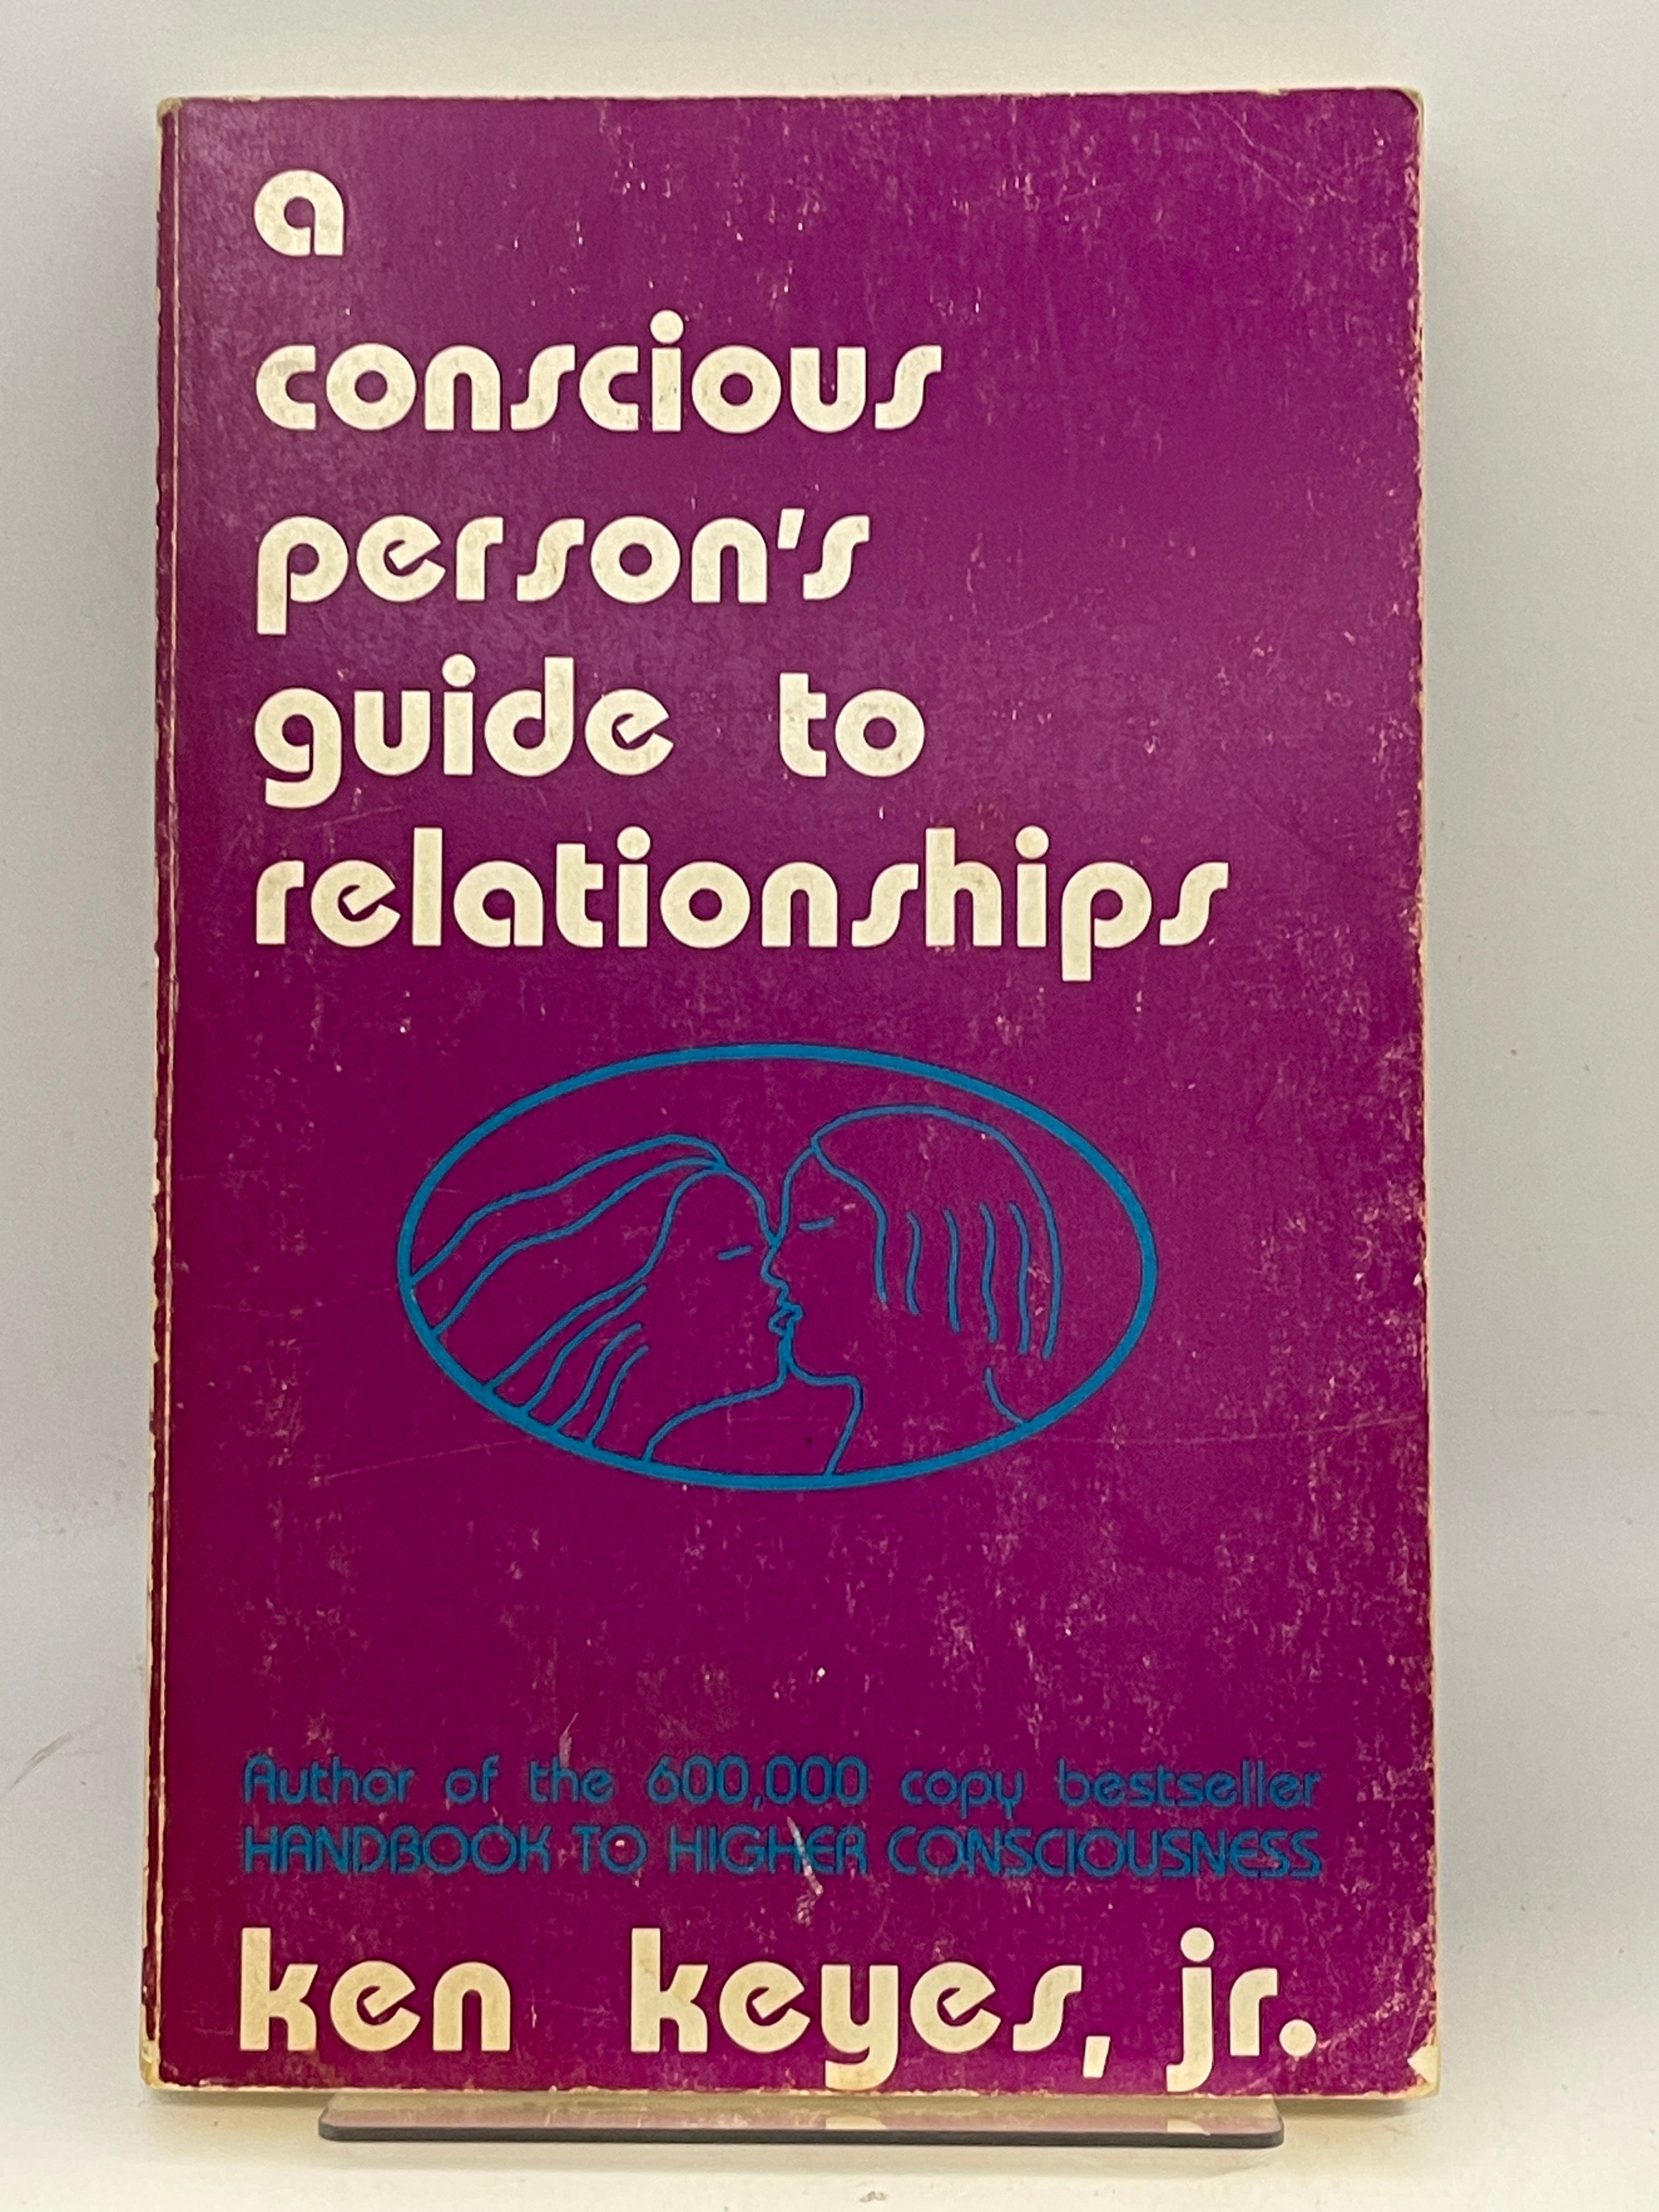 a
conscious
person's
guide to
relationships
Author of the 600,000 copy bestseller
HANDBOOK TO HIGHER CONSCIOUSNESS
ken keyes, jr.